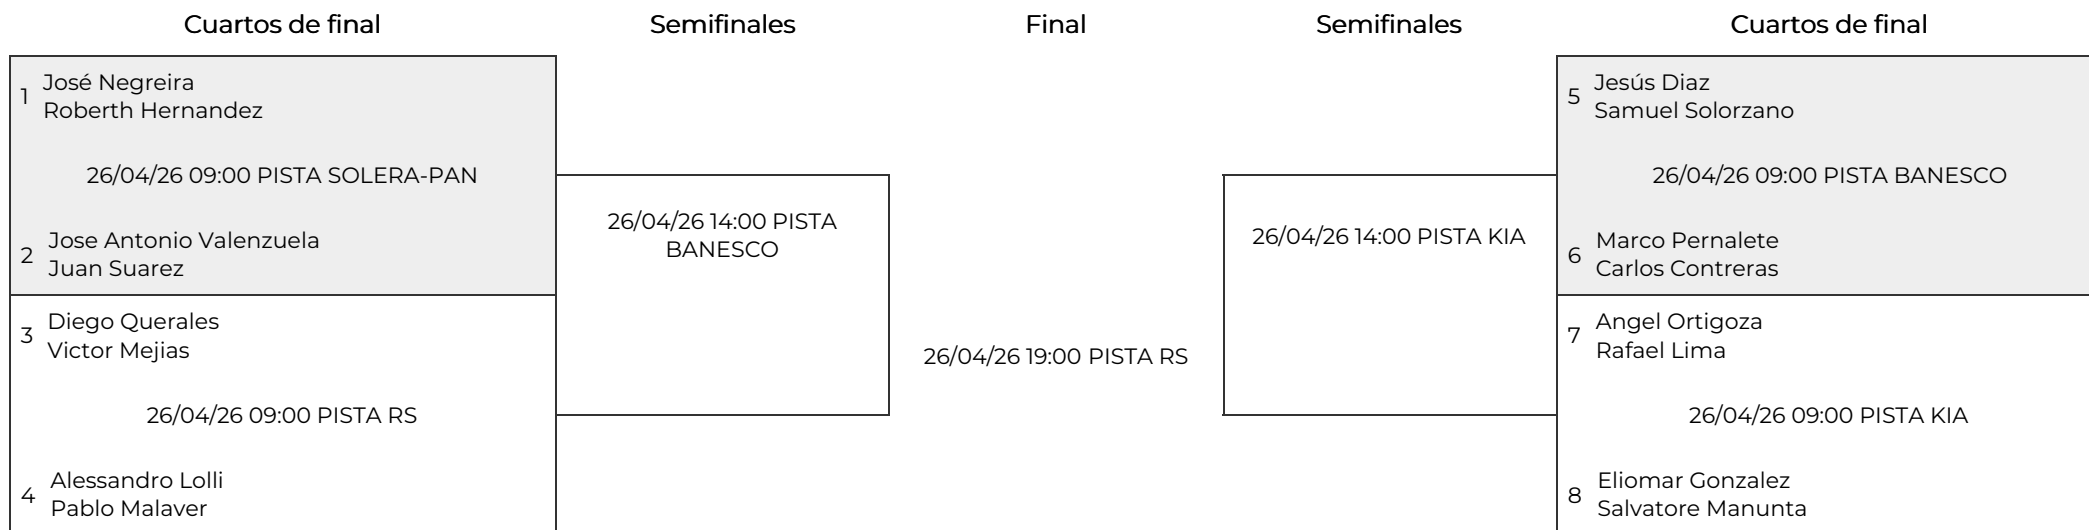 Cuartos de final
Semifinales
Final
Semifinales
Cuartos de final
1
José Negreira
Roberth Hernandez
26/04/26 09:00 PISTA SOLERA-PAN
2
Jose Antonio Valenzuela
Juan Suarez
3
Diego Querales
Victor Mejias
26/04/26 09:00 PISTA RS
4
Alessandro Lolli
Pablo Malaver
26/04/26 14:00 PISTA
BANESCO
26/04/26 19:00 PISTA RS
26/04/26 14:00 PISTA KIA
5
Jesús Diaz
Samuel Solorzano
26/04/26 09:00 PISTA BANESCO
6
Marco Pernalete
Carlos Contreras
7
Angel Ortigoza
Rafael Lima
26/04/26 09:00 PISTA KIA
8
Eliomar Gonzalez
Salvatore Manunta